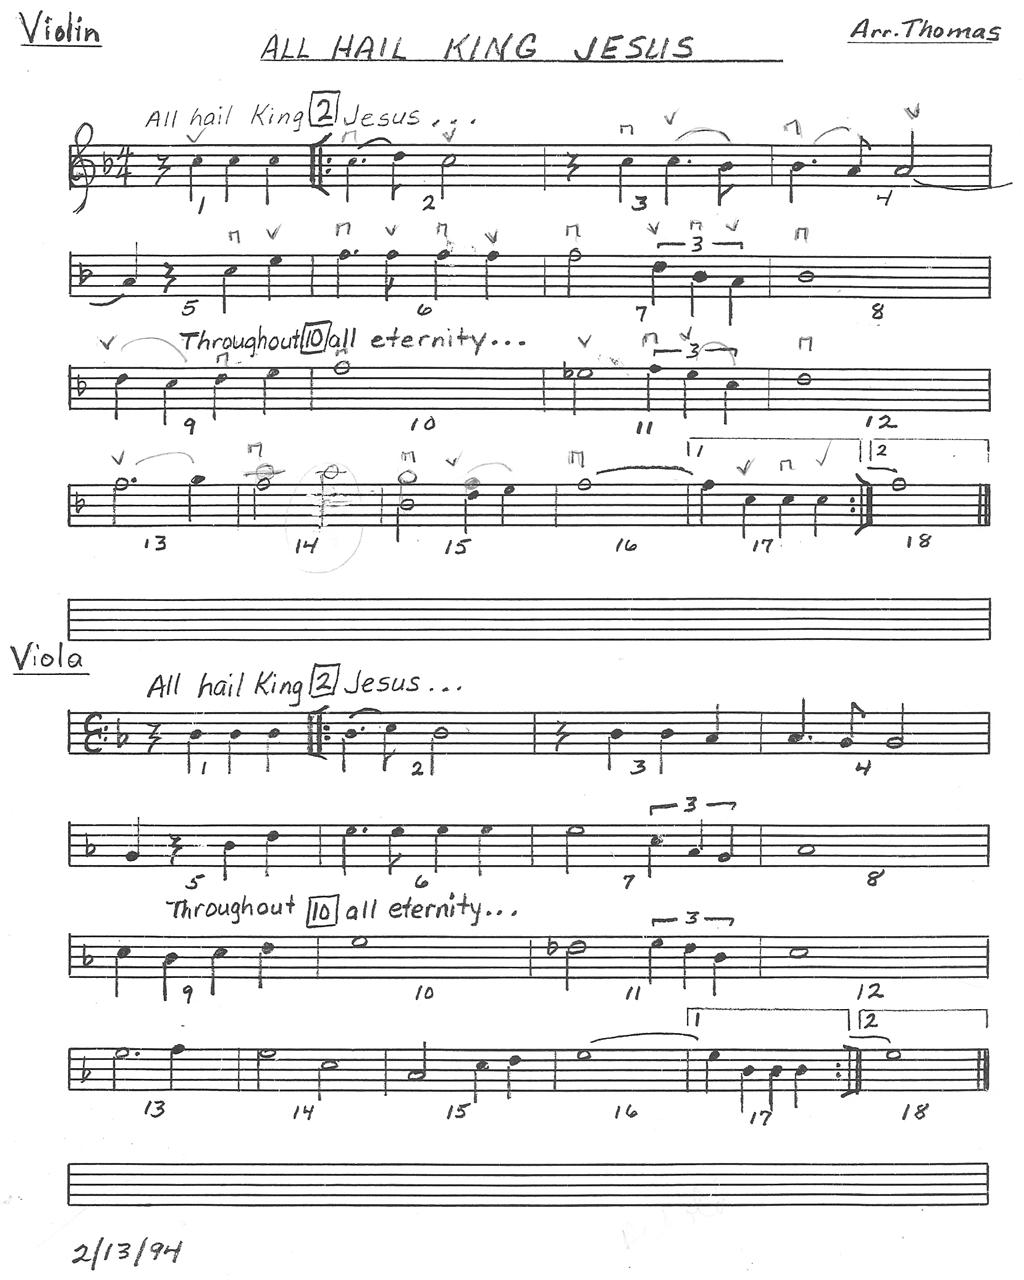 Violin
ALL HAIL KING JESUS
Arr. Thomas
All hail King 2 Jesus...
4
1 2 3 4
3
5 6 7 8
Throughout 10 all eternity...
3
9 10 11 12
1 2
13 14 15 16 17 18
Viola
All hail King 2 Jesus...
1 2 3 4
3
5 6 7 8
Throughout 10 all eternity...
3
9 10 11 12
1 2
13 14 15 16 17 18
2/13/94